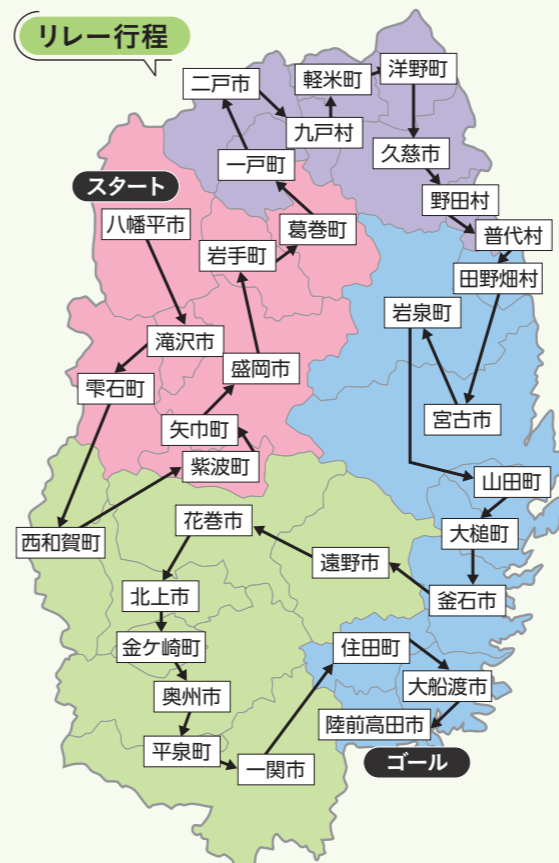 リレー行程
スタート
八幡平市
滝沢市
雫石町
西和賀町
紫波町
矢巾町
盛岡市
岩手町
葛巻町
一戸町
二戸市
九戸村
軽米町
洋野町
久慈市
野田村
普代村
田野畑村
宮古市
岩泉町
山田町
大槌町
釜石市
遠野市
花巻市
北上市
金ケ崎町
奥州市
平泉町
一関市
住田町
大船渡市
陸前高田市
ゴール